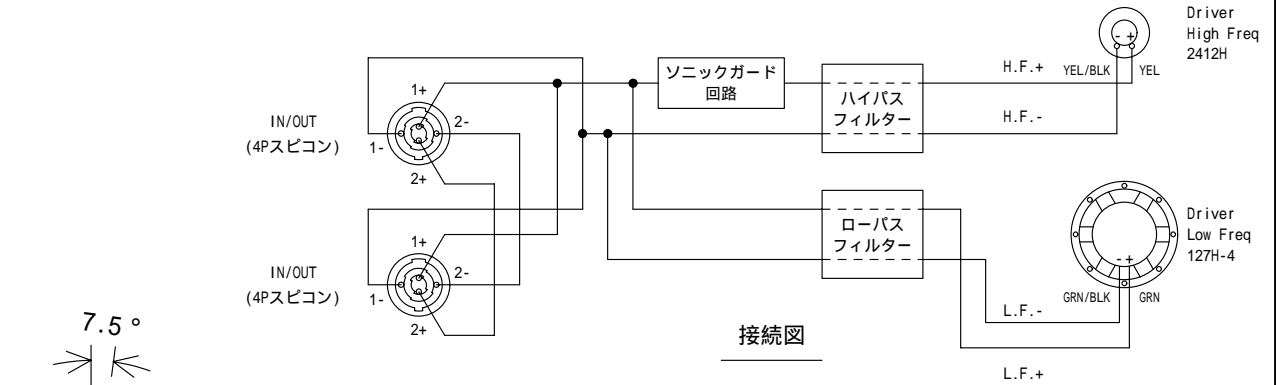 Driver
High Freq
2412H
H.F.+
YEL/BLK
YEL
- +
ソニックガード
回路
ハイパス
フィルター
H.F.-
1+
IN/OUT
(4Pスピコン)
2-
1-
2+
ローパス
フィルター
Driver
Low Freq
127H-4
- +
1+
IN/OUT
(4Pスピコン)
2-
1-
2+
GRN/BLK
GRN
L.F.-
接続図
7.5°
L.F.+